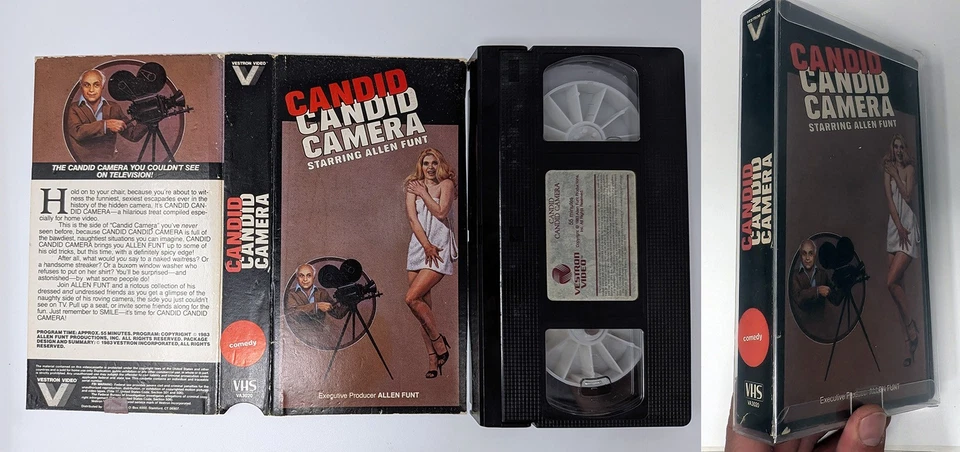 THE CANDID CAMERA YOU COULDN'T SEE
ON TELEVISION!
Hold on to your chair, because you're about to wit-
ness the funniest, sexiest escapades ever in the
history of the hidden camera. It's CANDID CAN-
DID CAMERA—a hilarious treat compiled espe-
cially for home video.
This is the side of "Candid Camera" you've never
seen before, because CANDID CANDID CAMERA is full of
the bawdiest, naughtiest situations you can imagine. CANDID
CANDID CAMERA brings you ALLEN FUNT up to some of
his old tricks, but this time, with a definitely spicy edge!
After all, what would you say to a naked waitress? Or
a handsome streaker? Or a buxom window washer who
refuses to put on her shirt? You'll be surprised—and
astonished—by what some people do!
Join ALLEN FUNT and a riotous collection of his
dressed and undressed friends as you get a glimpse of the
naughty side of his roving camera, the side you just couldn't
see on TV. Pull up a seat, or invite some friends along for the
fun. Just remember to SMILE—it's time for CANDID CANDID
CAMERA!
PROGRAM TIME: APPROX. 55 MINUTES. PROGRAM: COPYRIGHT © 1983
ALLEN FUNT PRODUCTIONS, INC. ALL RIGHTS RESERVED. PACKAGE
DESIGN AND SUMMARY: © 1983 VESTRON INCORPORATED, ALL RIGHTS
RESERVED.
VESTRON VIDEO
V
VESTRON VIDEO
V
CANDID
CANDID
CAMERA
comedy
VHS
VA3020
CANDID
CANDID
CAMERA
STARRING ALLEN FUNT
Executive Producer ALLEN FUNT
CANDID
CANDID CAMERA
55 minutes
VESTRON
VIDEO
VESTRON VIDEO
V
CANDID
CANDID
CAMERA
comedy
VHS
VA3020
CANDID
CANDID
CAMERA
STARRING ALLEN FUNT
Executive Producer ALLEN FUNT